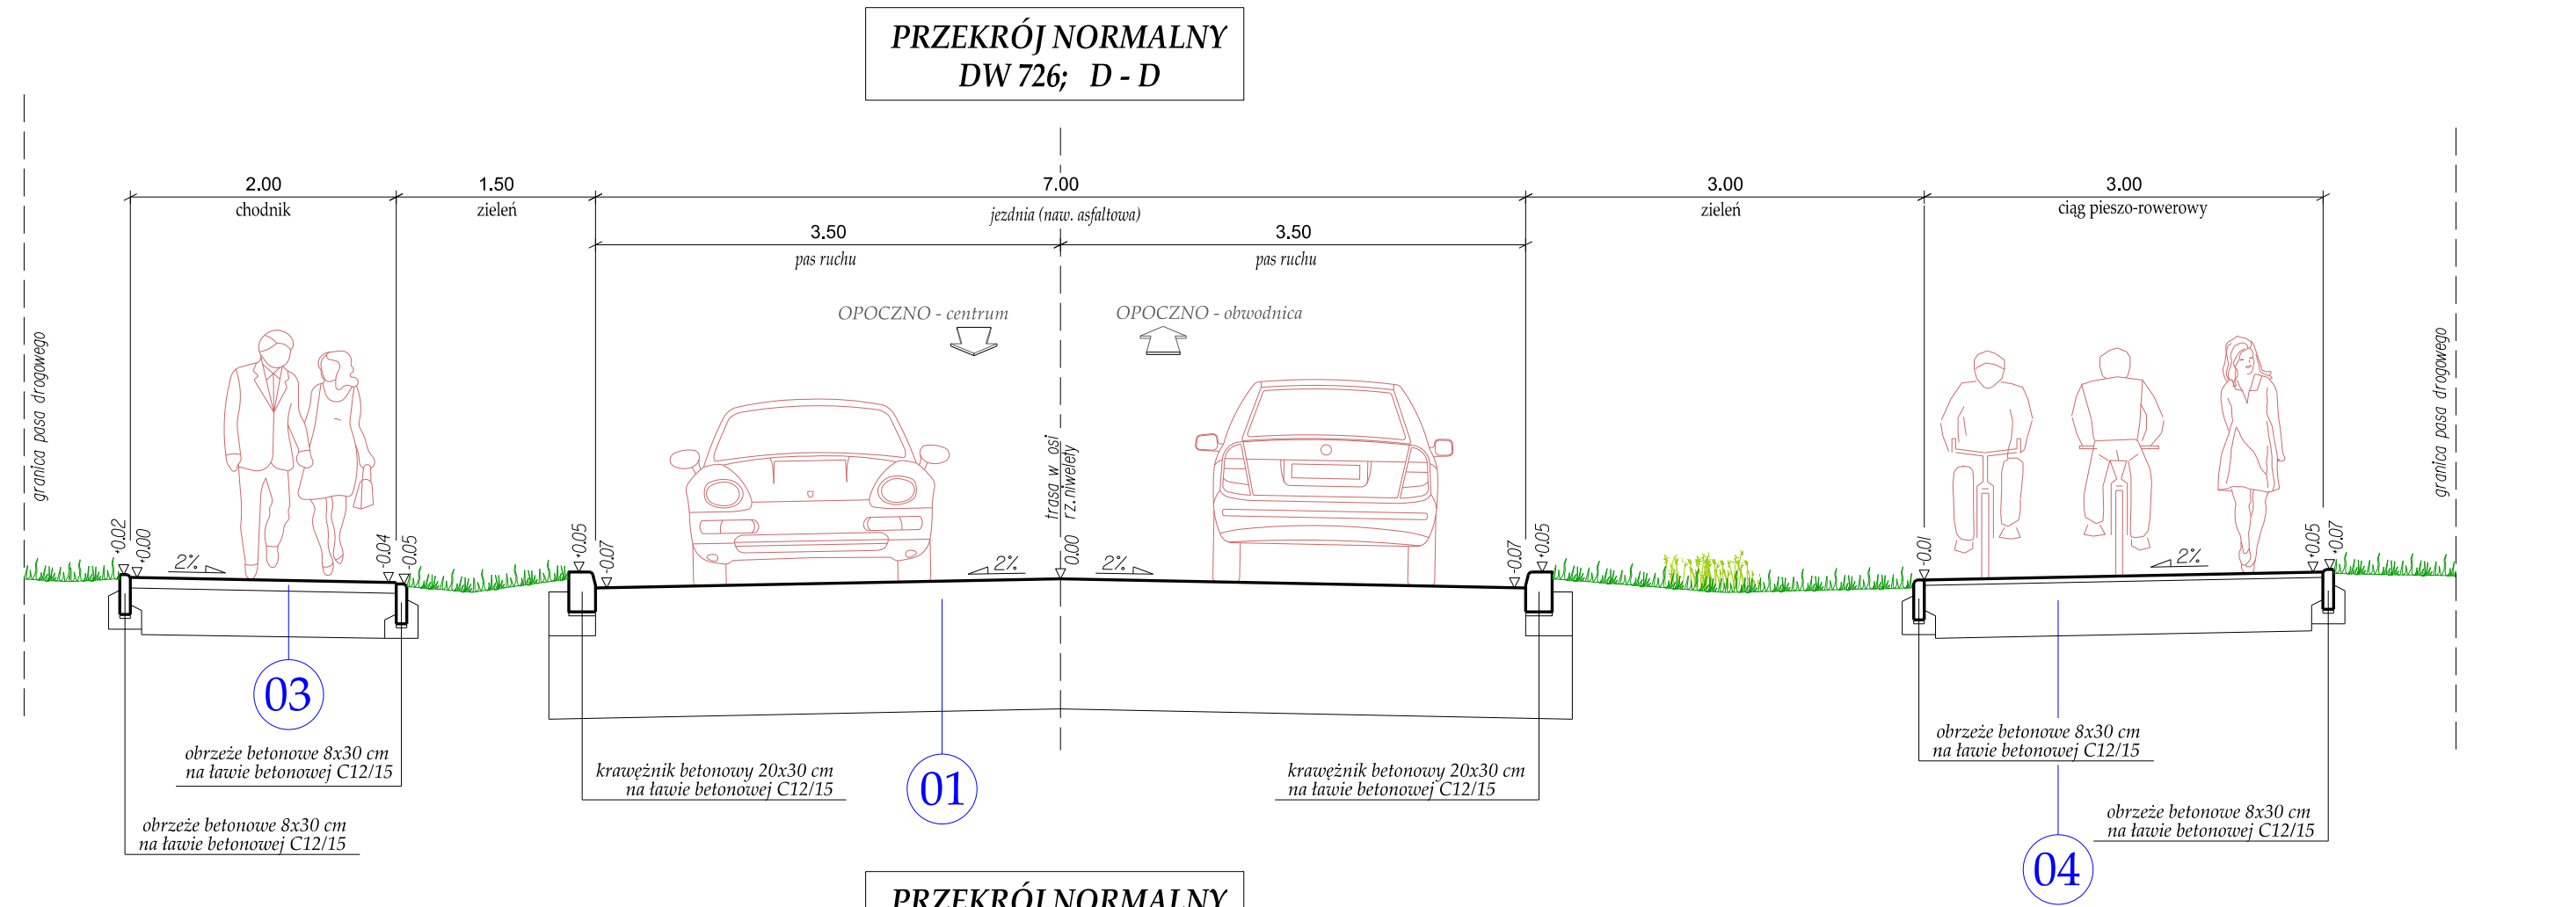 PRZEKRÓJ NORMALNY
DW 726; D - D
2.00
1.50
7.00
3.00
3.00
chodnik
zieleń
jezdnia (naw. asfaltowa)
zieleń
ciąg pieszo-rowerowy
3.50
3.50
pas ruchu
pas ruchu
OPOCZNO - centrum
OPOCZNO - obwodnica
granica pasa drogowego
trasa w osi
rz.niwelety
granica pasa drogowego
+0.02
+0.00
2%
-0.04
-0.05
+0.05
-0.07
2%
0.00
2%
-0.07
+0.05
-0.01
2%
+0.05
+0.07
03
01
04
obrzeże betonowe 8x30 cm
na ławie betonowej C12/15
obrzeże betonowe 8x30 cm
na ławie betonowej C12/15
krawężnik betonowy 20x30 cm
na ławie betonowej C12/15
krawężnik betonowy 20x30 cm
na ławie betonowej C12/15
obrzeże betonowe 8x30 cm
na ławie betonowej C12/15
obrzeże betonowe 8x30 cm
na ławie betonowej C12/15
PRZEKRÓJ NORMALNY